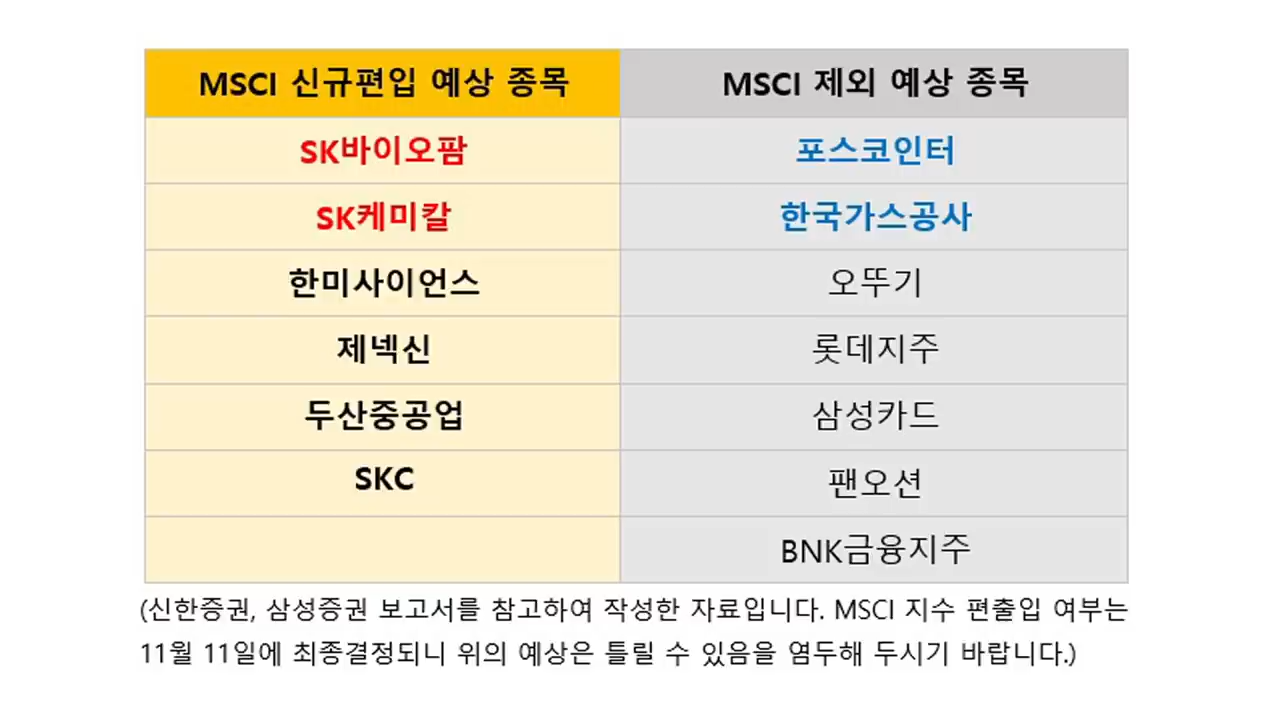 MSCI 신규편입 예상 종목 MSCI 제외 예상 종목
SK바이오팜 포스코인터
SK케미칼 한국가스공사
한미사이언스 오뚜기
제넥신 롯데지주
두산중공업 삼성카드
SKC 팬오션
BNK금융지주
(신한증권, 삼성증권 보고서를 참고하여 작성한 자료입니다. MSCI 지수 편출입 여부는
11월 11일에 최종결정되니 위의 예상은 틀릴 수 있음을 염두해 두시기 바랍니다.)